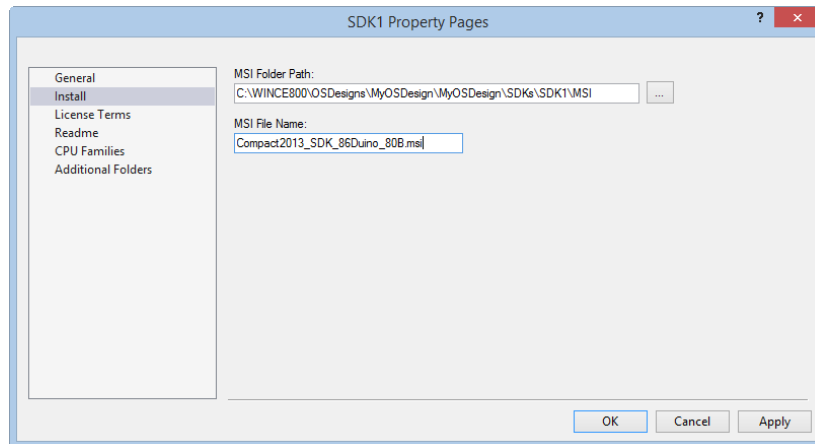 SDK1 Property Pages
?
×
General
Install
License Terms
Readme
CPU Families
Additional Folders
MSI Folder Path:
C:\WINCE800\OSDesigns\MyOSDesign\MyOSDesign\SDKs\SDK1\MSI
...
MSI File Name:
Compact2013_SDK_86Duino_80B.msi
OK
Cancel
Apply